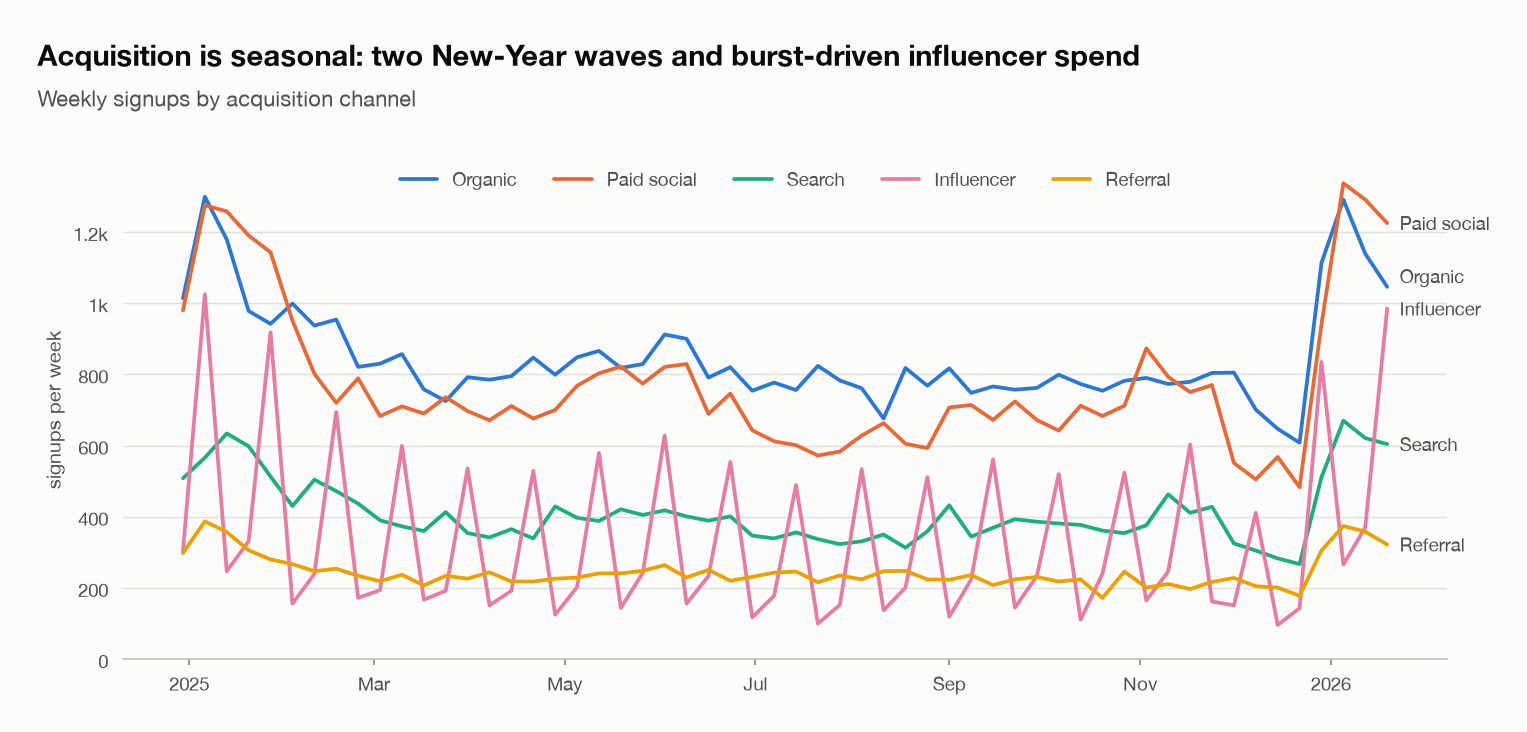 Acquisition is seasonal: two New-Year waves and burst-driven influencer spend
Weekly signups by acquisition channel
Organic Paid social Search Influencer Referral
signups per week
1.2k
1k
800
600
400
200
0
Paid social
Organic
Influencer
Search
Referral
2025 Mar May Jul Sep Nov 2026